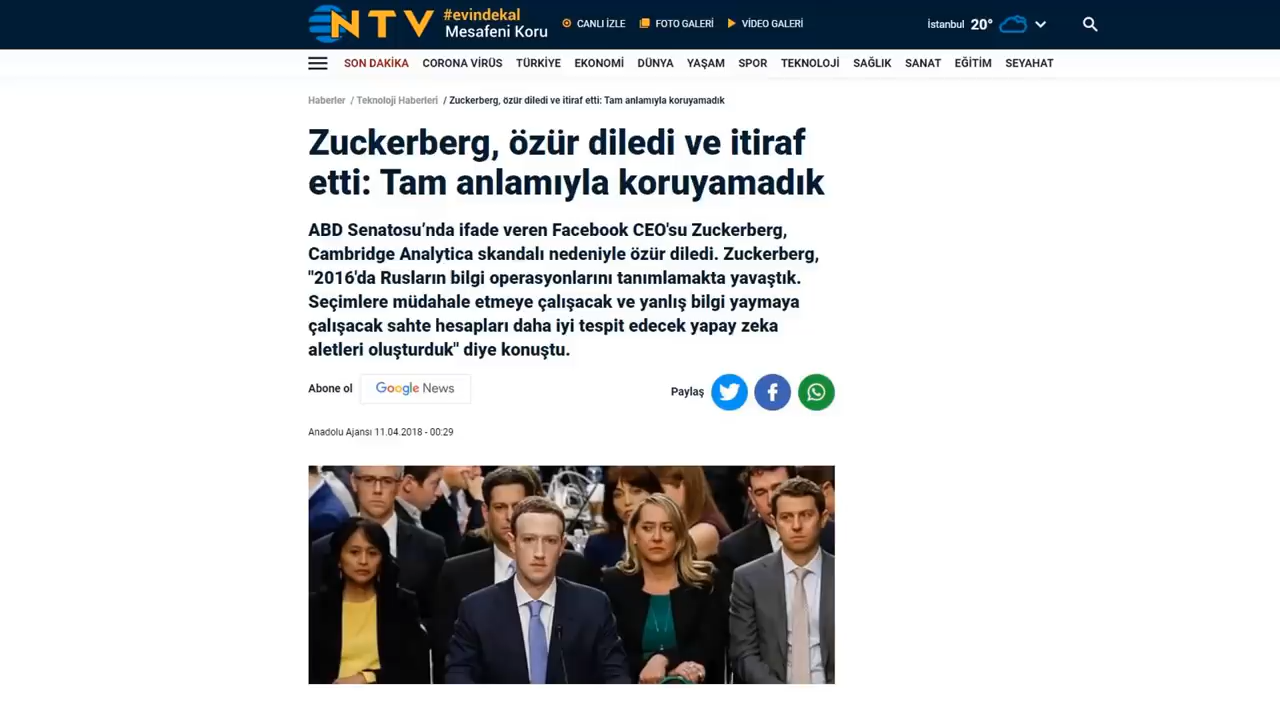 NTV
#evindekal
Mesafeni Koru
CANLI İZLE
FOTO GALERİ
VİDEO GALERİ
İstanbul 20°
SON DAKİKA CORONA VİRÜS TÜRKİYE EKONOMİ DÜNYA YAŞAM SPOR TEKNOLOJİ SAĞLIK SANAT EĞİTİM SEYAHAT
Haberler / Teknoloji Haberleri / Zuckerberg, özür diledi ve itiraf etti: Tam anlamıyla koruyamadık
Zuckerberg, özür diledi ve itiraf
etti: Tam anlamıyla koruyamadık
ABD Senatosu’nda ifade veren Facebook CEO'su Zuckerberg,
Cambridge Analytica skandalı nedeniyle özür diledi. Zuckerberg,
"2016'da Rusların bilgi operasyonlarını tanımlamakta yavaştık.
Seçimlere müdahale etmeye çalışacak ve yanlış bilgi yaymaya
çalışacak sahte hesapları daha iyi tespit edecek yapay zeka
aletleri oluşturduk" diye konuştu.
Abone ol Google News
Paylaş
Anadolu Ajansı 11.04.2018 - 00:29